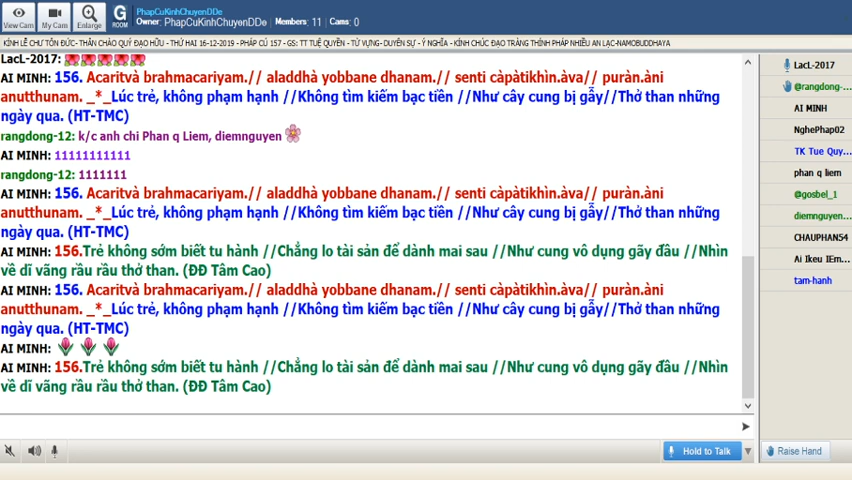 View Cam
My Cam
Enlarge
G
ROOM
PhapCuKinhChuyenDDe
Owner: PhapCuKinhChuyenDDe Members: 11 Cams: 0
KÍNH LỄ CHƯ TÔN ĐỨC- THÂN CHÀO QUÝ ĐẠO HỮU - THỨ HAI 16-12-2019 - PHÁP CÚ 157 - GS: TT TUỆ QUYỀN - TỪ VỰNG- DUYÊN SỰ - Ý NGHĨA - KÍNH CHÚC ĐẠO TRÀNG THÍNH PHÁP NHIỀU AN LẠC-NAMOBUDDHAYA
LacL-2017:
AI MINH: 156. Acaritvà brahmacariyam.// aladdhà yobbane dhanam.// senti càpàtikhìn.àva// puràn.àni
anutthunam. _*_Lúc trẻ, không phạm hạnh //Không tìm kiếm bạc tiền //Như cây cung bị gẫy//Thở than những
ngày qua. (HT-TMC)
rangdong-12: k/c anh chi Phan q Liem, diemnguyen
AI MINH: 11111111111
rangdong-12: 1111111
AI MINH: 156. Acaritvà brahmacariyam.// aladdhà yobbane dhanam.// senti càpàtikhìn.àva// puràn.àni
anutthunam. _*_Lúc trẻ, không phạm hạnh //Không tìm kiếm bạc tiền //Như cây cung bị gẫy//Thở than những
ngày qua. (HT-TMC)
AI MINH: 156.Trẻ không sớm biết tu hành //Chẳng lo tài sản để dành mai sau //Như cung vô dụng gãy đâu //Nhìn
về dĩ vãng rầu rầu thở than. (ĐĐ Tâm Cao)
AI MINH: 156. Acaritvà brahmacariyam.// aladdhà yobbane dhanam.// senti càpàtikhìn.àva// puràn.àni
anutthunam. _*_Lúc trẻ, không phạm hạnh //Không tìm kiếm bạc tiền //Như cây cung bị gẫy//Thở than những
ngày qua. (HT-TMC)
AI MINH:
AI MINH: 156.Trẻ không sớm biết tu hành //Chẳng lo tài sản để dành mai sau //Như cung vô dụng gãy đâu //Nhìn
về dĩ vãng rầu rầu thở than. (ĐĐ Tâm Cao)
LacL-2017
@rangdong-...
AI MINH
NghePhap02
TK Tue Quy...
phan q liem
@gosbel_1
diemnguyen...
CHAUPHAN54
Ai Ikeu IEm...
tam-hanh
Hold to Talk
Raise Hand